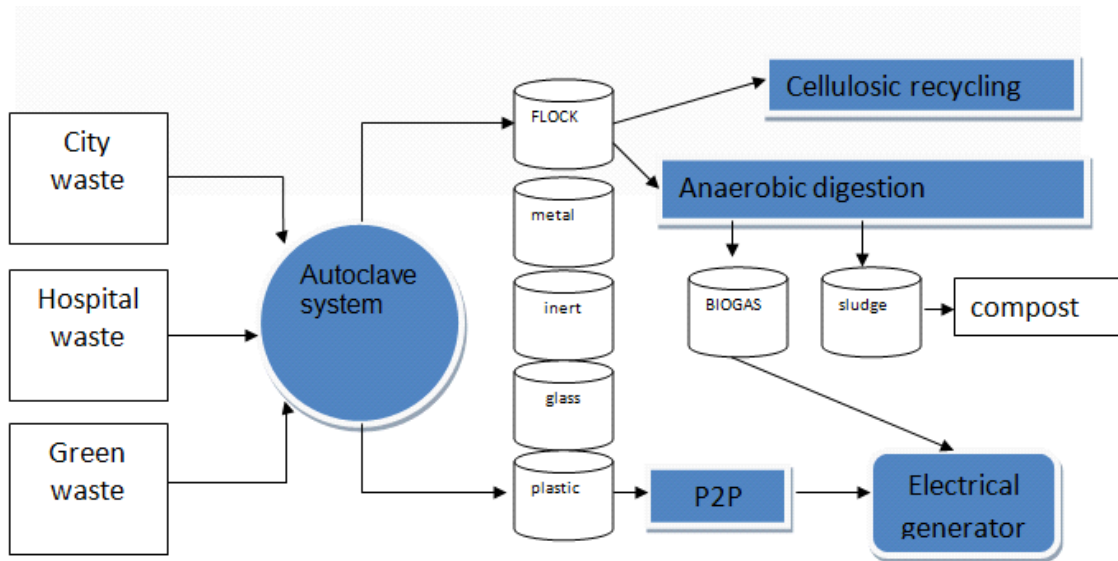 City
waste
Hospital
waste
Green
waste
Autoclave
system
FLOCK
metal
inert
glass
plastic
Cellulosic recycling
Anaerobic digestion
BIOGAS
sludge
compost
P2P
Electrical
generator